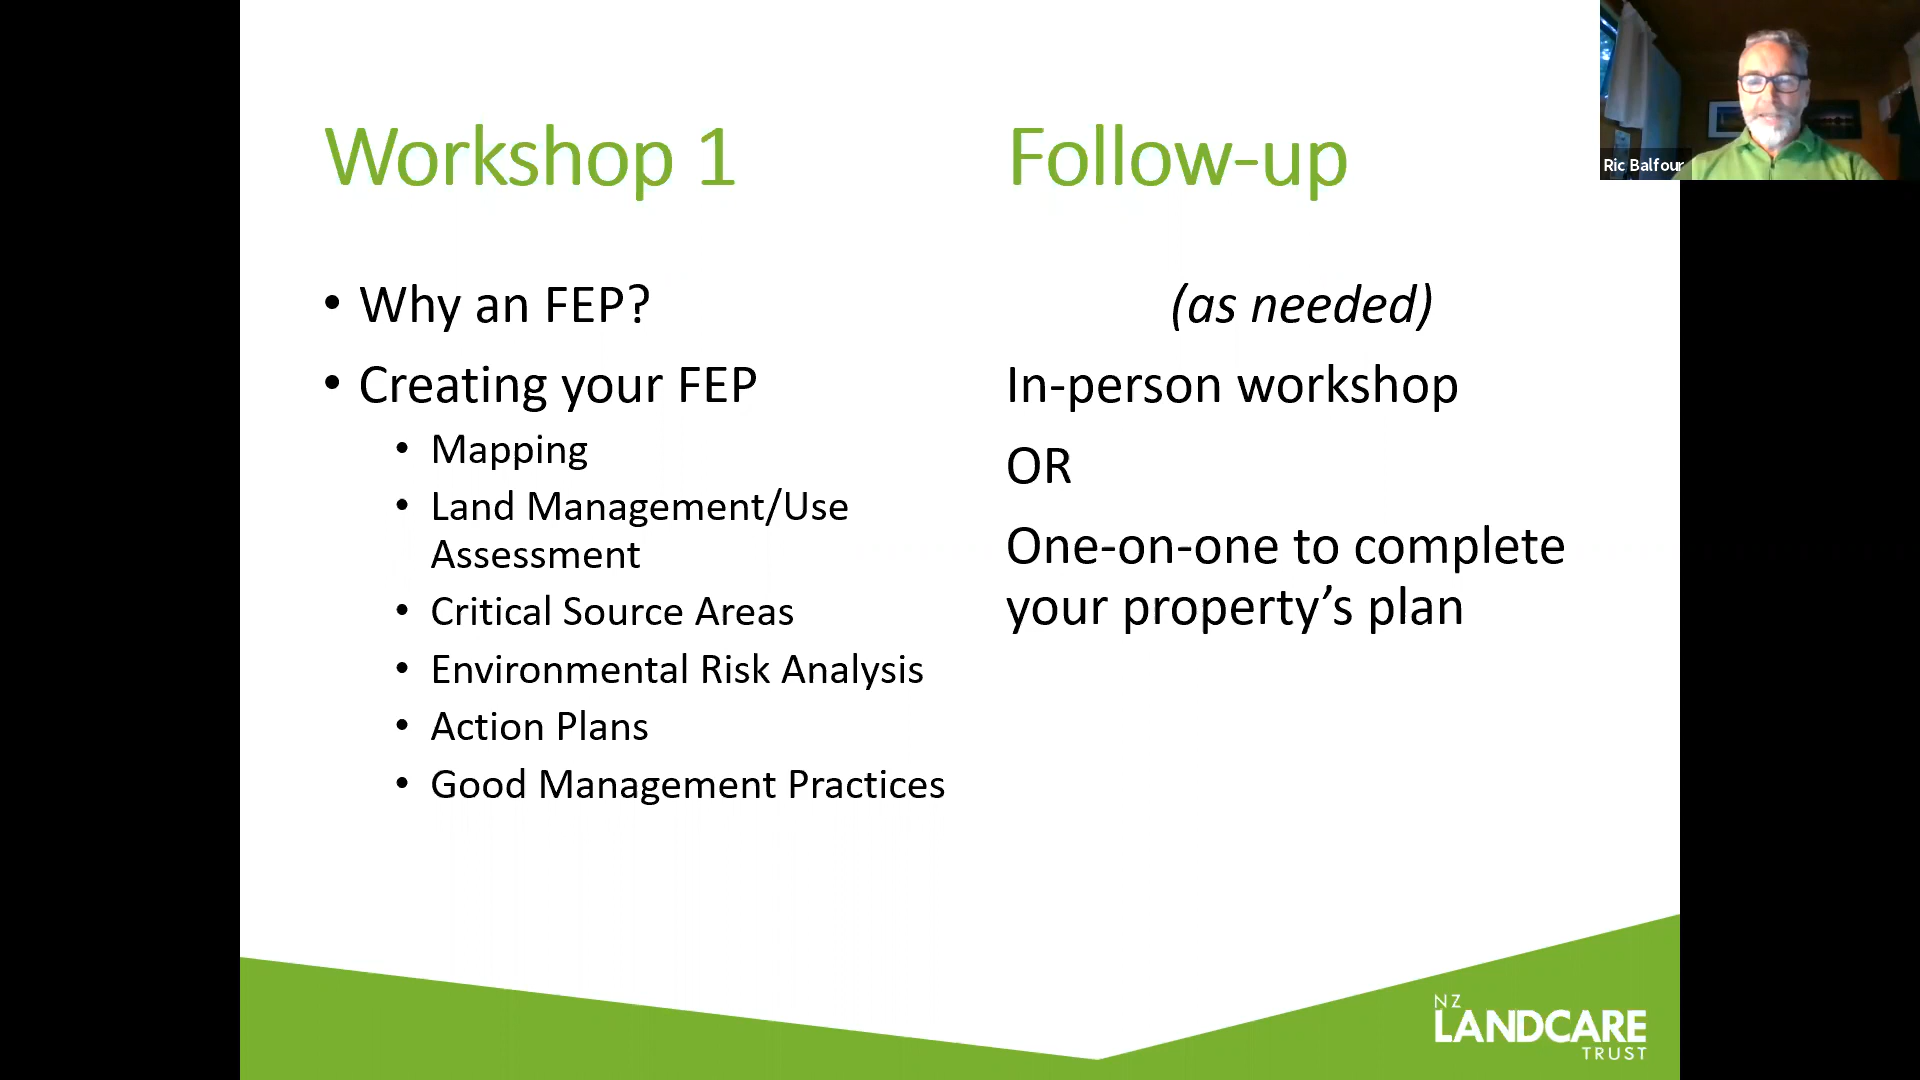 Workshop 1
• Why an FEP?
• Creating your FEP
• Mapping
• Land Management/Use
Assessment
• Critical Source Areas
• Environmental Risk Analysis
• Action Plans
• Good Management Practices
Follow-up
(as needed)
In-person workshop
OR
One-on-one to complete
your property’s plan
Ric Balfour
NZ
LANDCARE
TRUST